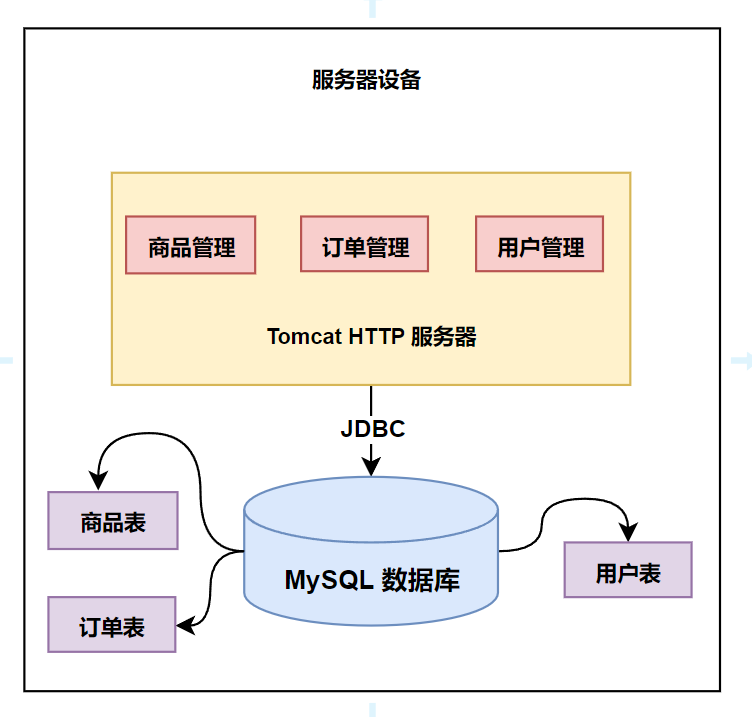 服务器设备
商品管理
订单管理
用户管理
Tomcat HTTP 服务器
JDBC
商品表
MySQL 数据库
用户表
订单表